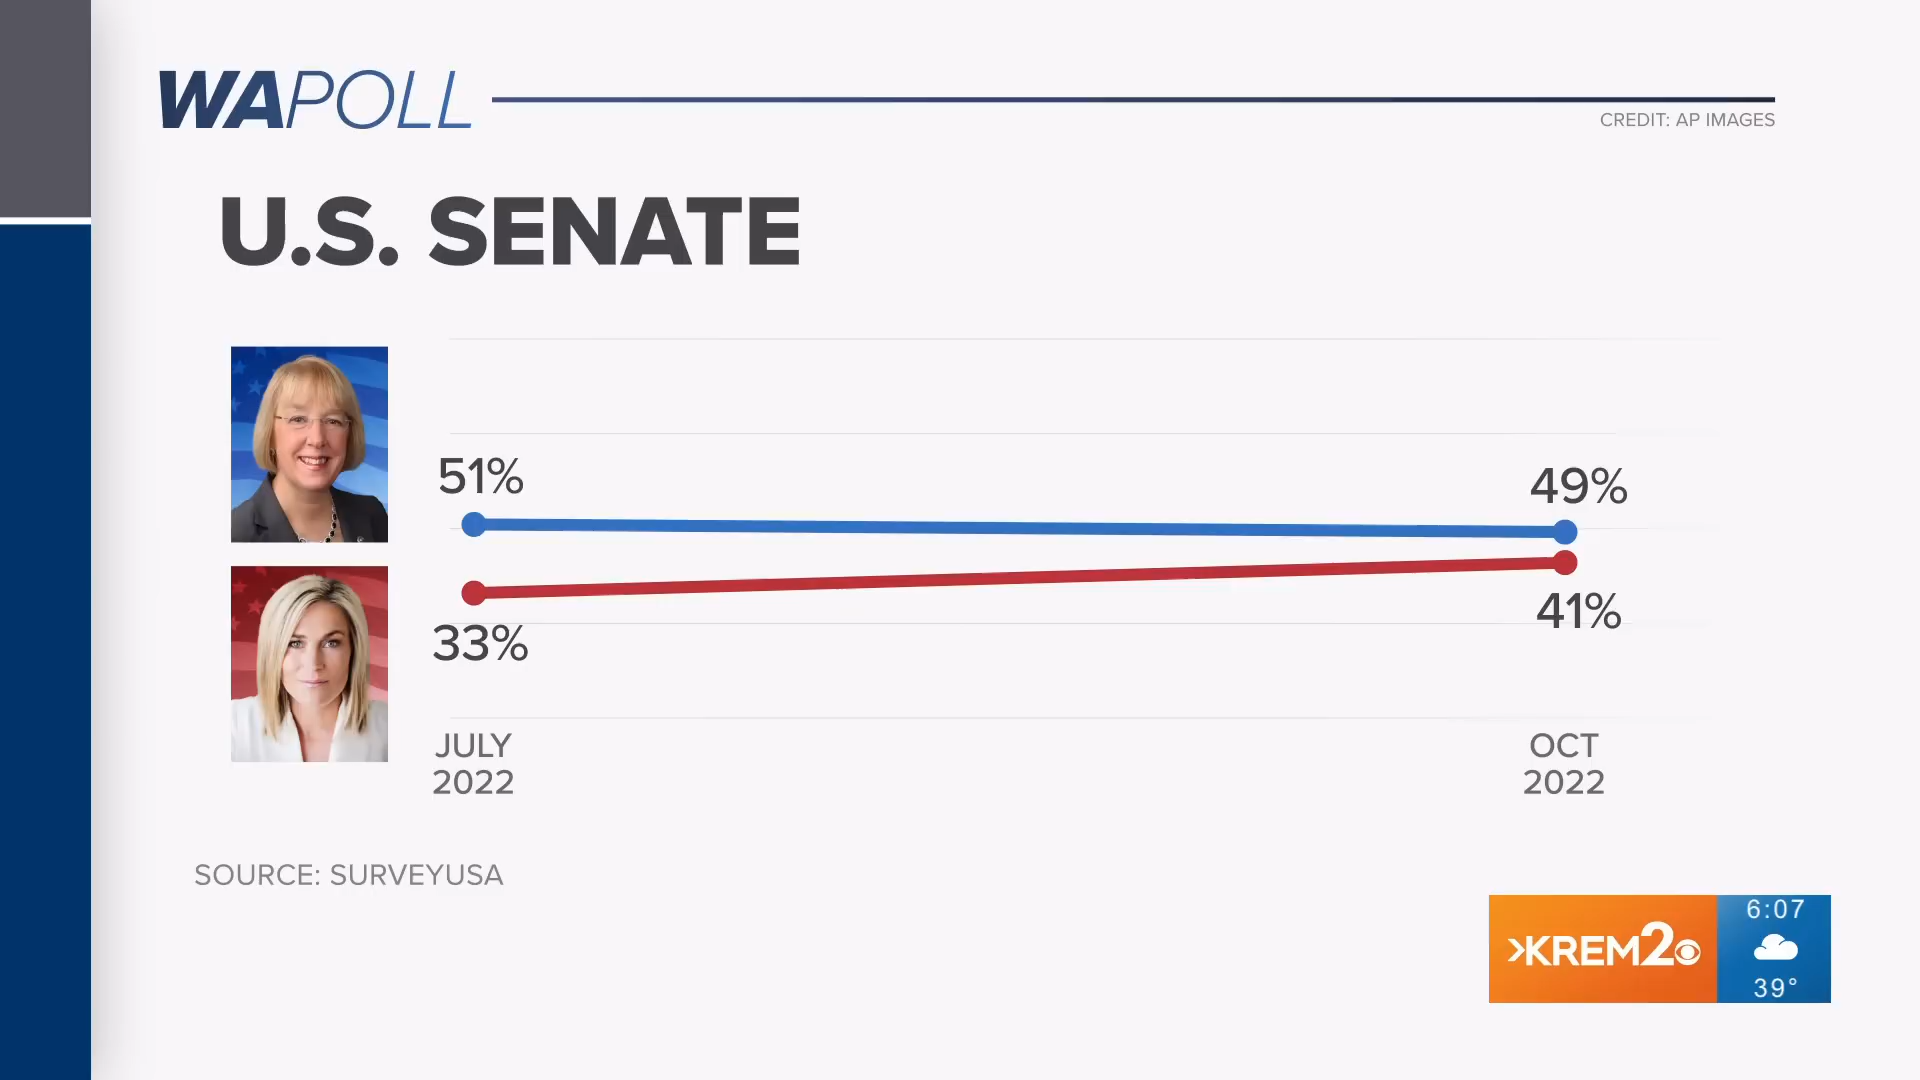 WAPOLL
CREDIT: AP IMAGES
U.S. SENATE
51%
49%
33%
41%
JULY
2022
OCT
2022
SOURCE: SURVEYUSA
KREM2
6:07
39°